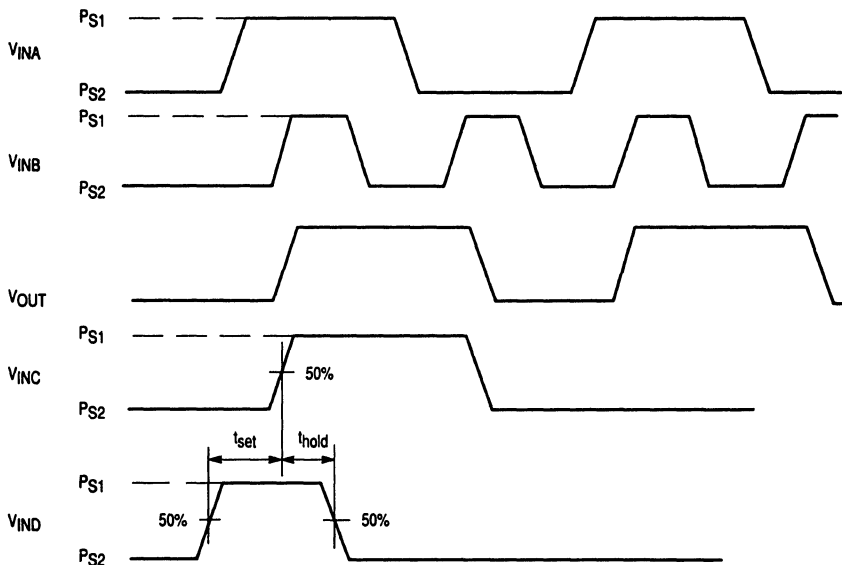 PS1
VINA
PS2
PS1
VINB
PS2
VOUT
PS1
VINC
50%
PS2
tset thold
PS1
VIND
50% 50%
PS2